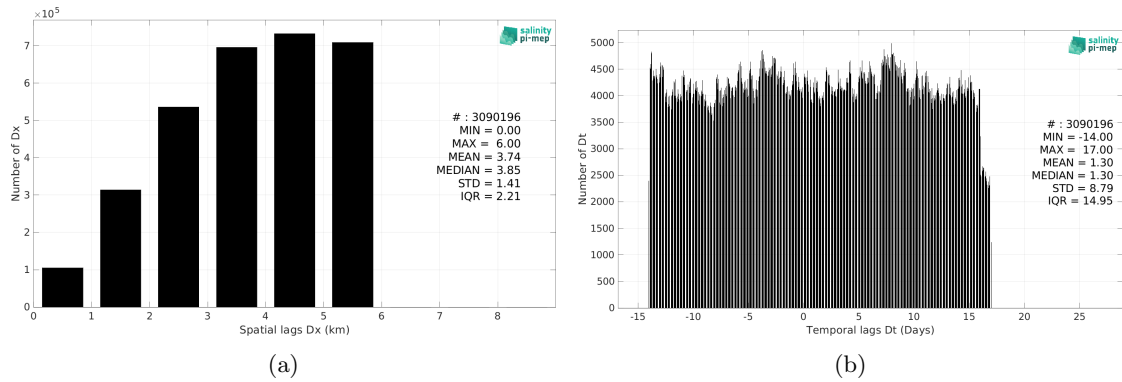 ×10⁵
7
6
5
4
3
2
1
0
Number of Dx
0 1 2 3 4 5 6 7 8
Spatial lags Dx (km)
salinity
pi-mep
# : 3090196
MIN = 0.00
MAX = 6.00
MEAN = 3.74
MEDIAN = 3.85
STD = 1.41
IQR = 2.21
(a)
5000
4500
4000
3500
3000
2500
2000
1500
1000
500
0
Number of Dt
-15 -10 -5 0 5 10 15 20 25
Temporal lags Dt (Days)
salinity
pi-mep
# : 3090196
MIN = -14.00
MAX = 17.00
MEAN = 1.30
MEDIAN = 1.30
STD = 8.79
IQR = 14.95
(b)